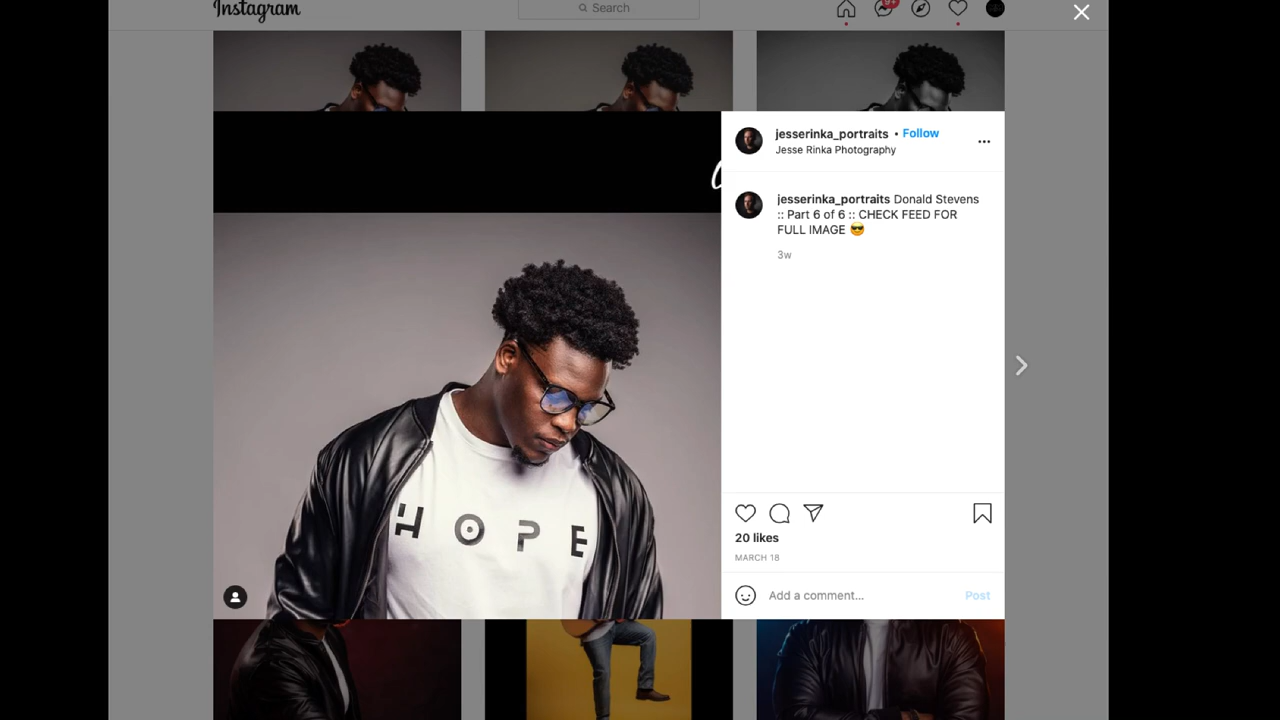 Instagram
Search
9+
jesserinka_portraits • Follow
Jesse Rinka Photography
jesserinka_portraits Donald Stevens
:: Part 6 of 6 :: CHECK FEED FOR
FULL IMAGE 😎
3w
HOPE
20 likes
MARCH 18
Add a comment...
Post